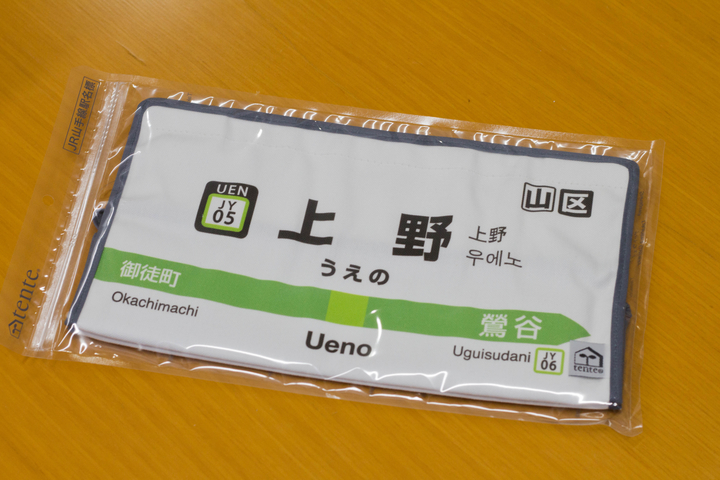 JR山手線駅名標
tente.
UEN
JY
05
上野
うえの
上野
우에노
山 区
御徒町
Okachimachi
Ueno
鶯谷
Uguisudani
JY
06
tente